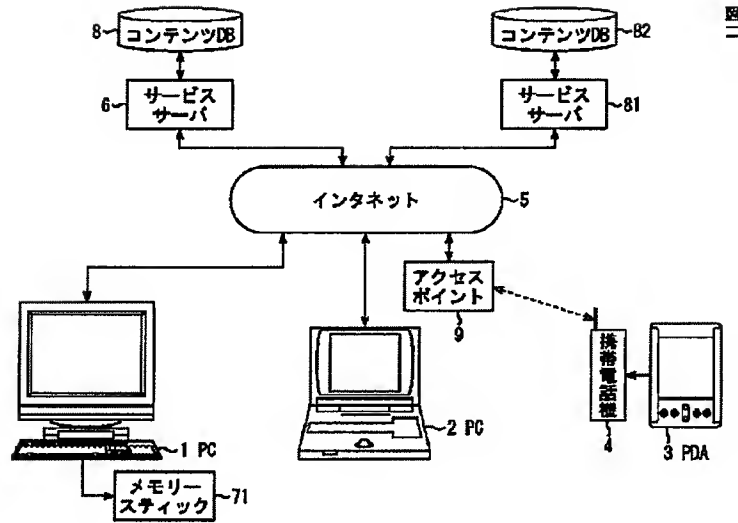 8 コンテンツDB
コンテンツDB 82
6 サービス
サーバ
サービス
サーバ 81
インタネット 5
アクセス
ポイント
9
携帯電話機
4
3 PDA
2 PC
1 PC
メモリー
スティック 71